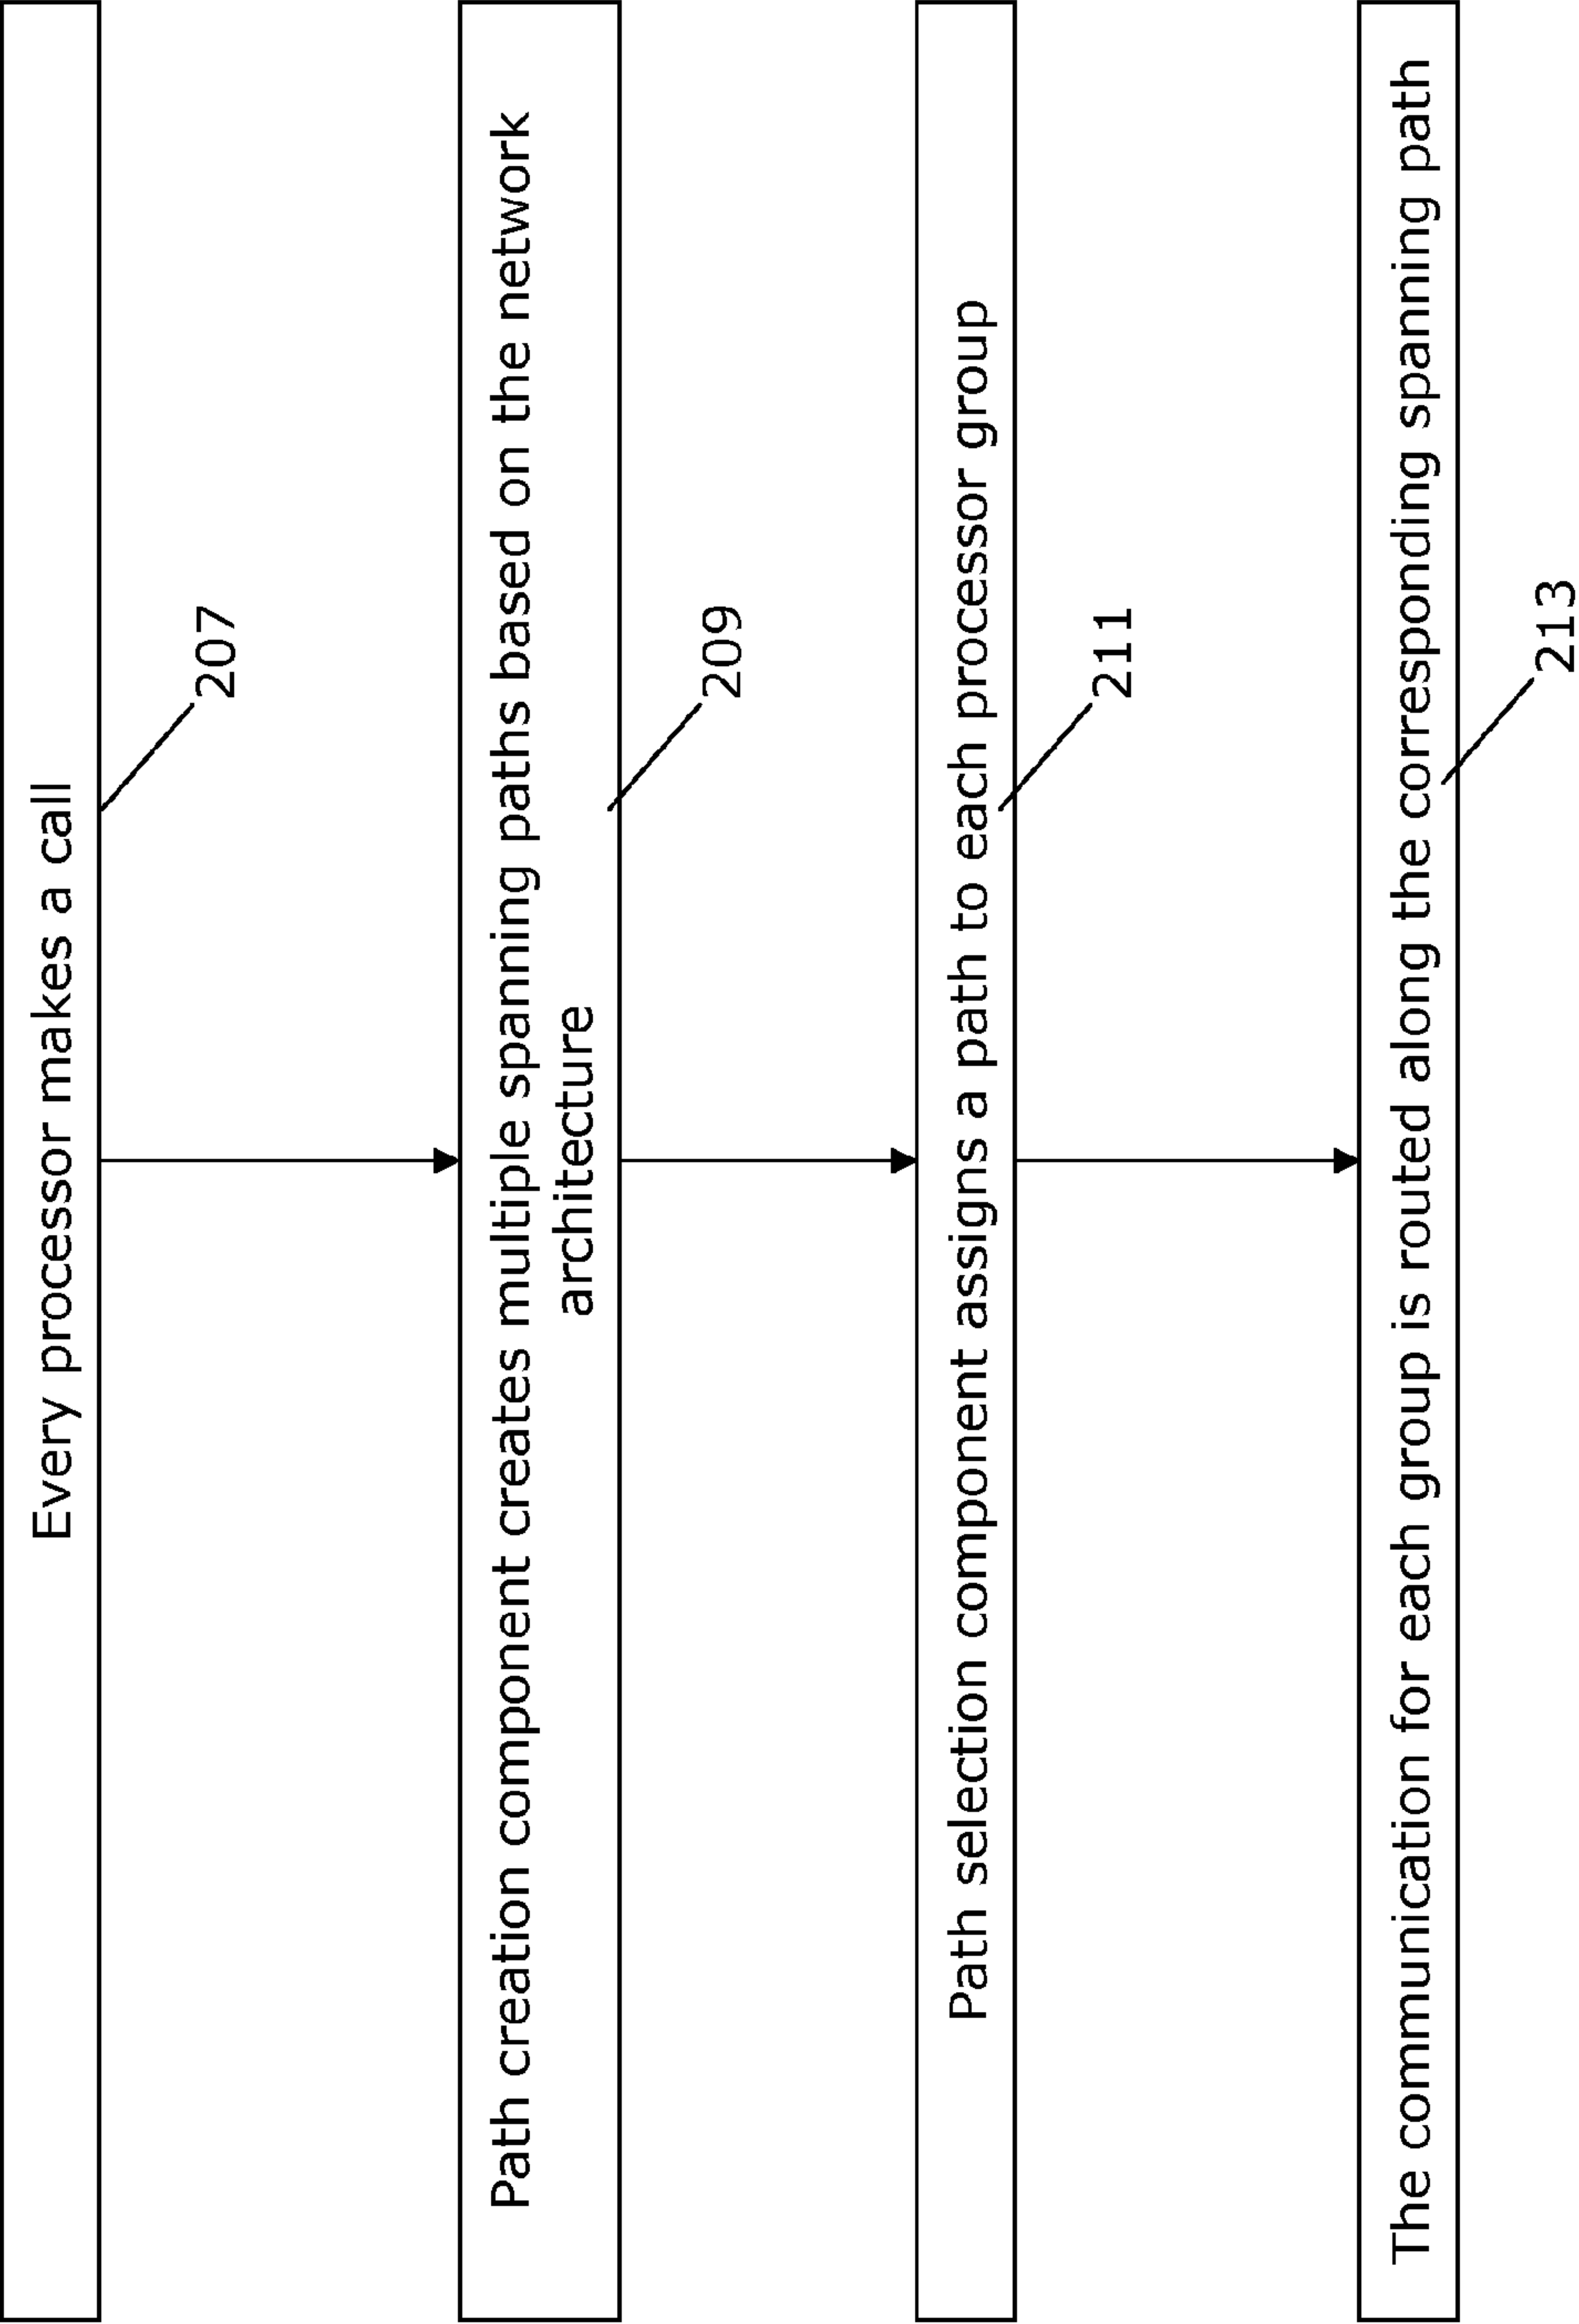 Every processor makes a call
207
Path creation component creates multiple spanning paths based on the network
architecture
209
Path selection component assigns a path to each processor group
211
The communication for each group is routed along the corresponding spanning path
213